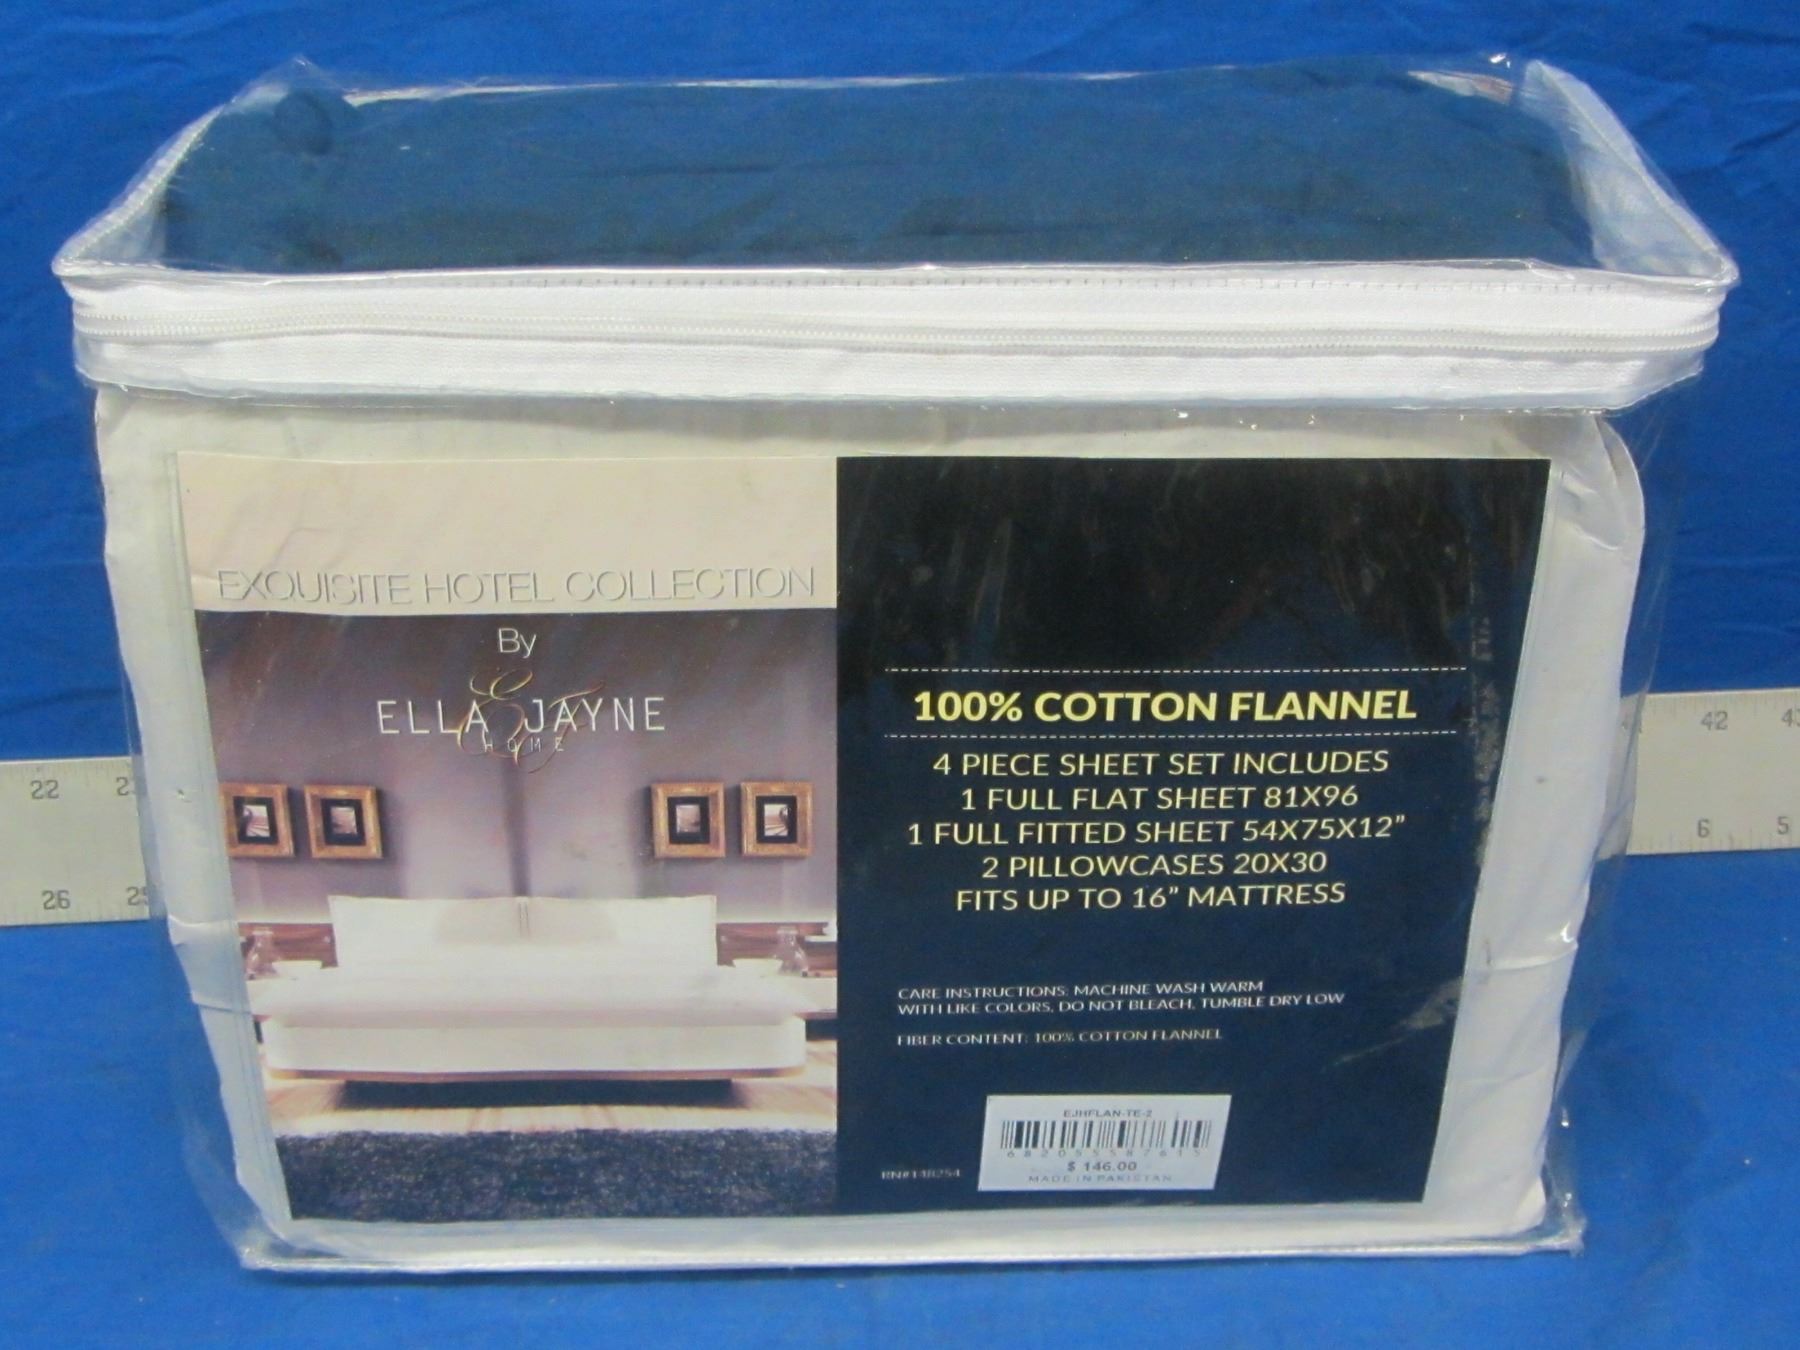 EXQUISITE HOTEL COLLECTION
By
ELLA JAYNE
HOME
100% COTTON FLANNEL
4 PIECE SHEET SET INCLUDES
1 FULL FLAT SHEET 81X96
1 FULL FITTED SHEET 54X75X12”
2 PILLOWCASES 20X30
FITS UP TO 16” MATTRESS
CARE INSTRUCTIONS: MACHINE WASH WARM
WITH LIKE COLORS, DO NOT BLEACH, TUMBLE DRY LOW
FIBER CONTENT: 100% COTTON FLANNEL
EJHFLAN-TE-2
682055587615
$ 146.00
MADE IN PAKISTAN
RN#148254
22
26
42
6 5